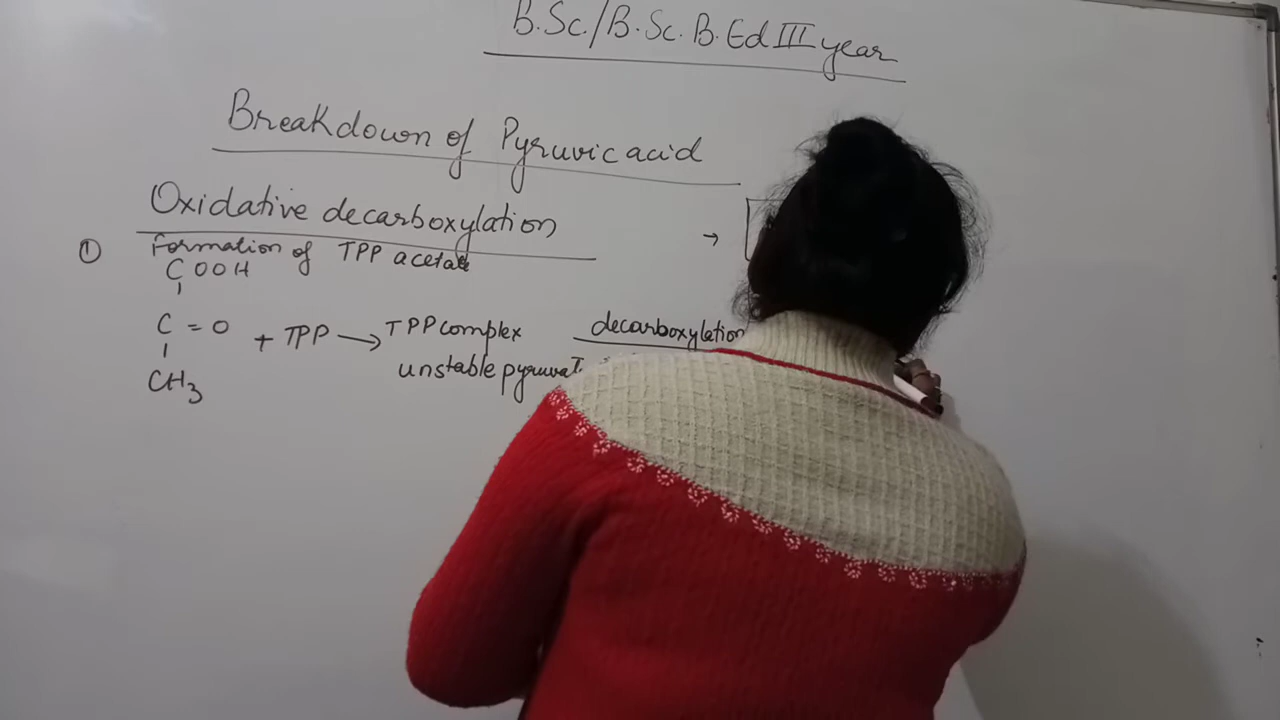 B.Sc./B.Sc.B.Ed III year
Breakdown of Pyruvic acid
Oxidative decarboxylation →
① Formation of TPP acetate
COOH
C = O + TPP → TPP complex decarboxylation
CH3 unstable pyruvat